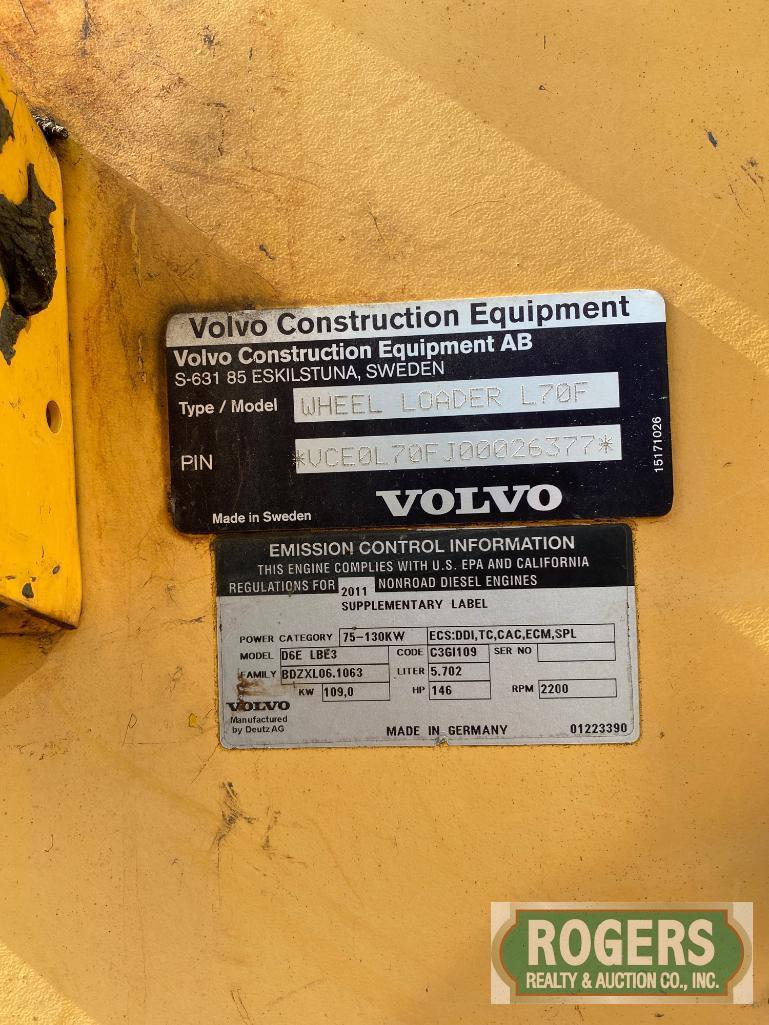 Volvo Construction Equipment
Volvo Construction Equipment AB
S-631 85 ESKILSTUNA, SWEDEN
Type / Model WHEEL LOADER L70F
PIN *VCE0L70FJ00026377*
15171026
Made in Sweden VOLVO
EMISSION CONTROL INFORMATION
THIS ENGINE COMPLIES WITH U.S. EPA AND CALIFORNIA
REGULATIONS FOR 2011 NONROAD DIESEL ENGINES
SUPPLEMENTARY LABEL
POWER CATEGORY 75-130KW ECS:DDI,TC,CAC,ECM,SPL
MODEL D6E LBE3 CODE C3GI109 SER NO
FAMILY BDZXL06.1063 LITER 5.702
KW 109,0 HP 146 RPM 2200
VOLVO
Manufactured
by Deutz AG
MADE IN GERMANY 01223390
ROGERS
REALTY & AUCTION CO., INC.